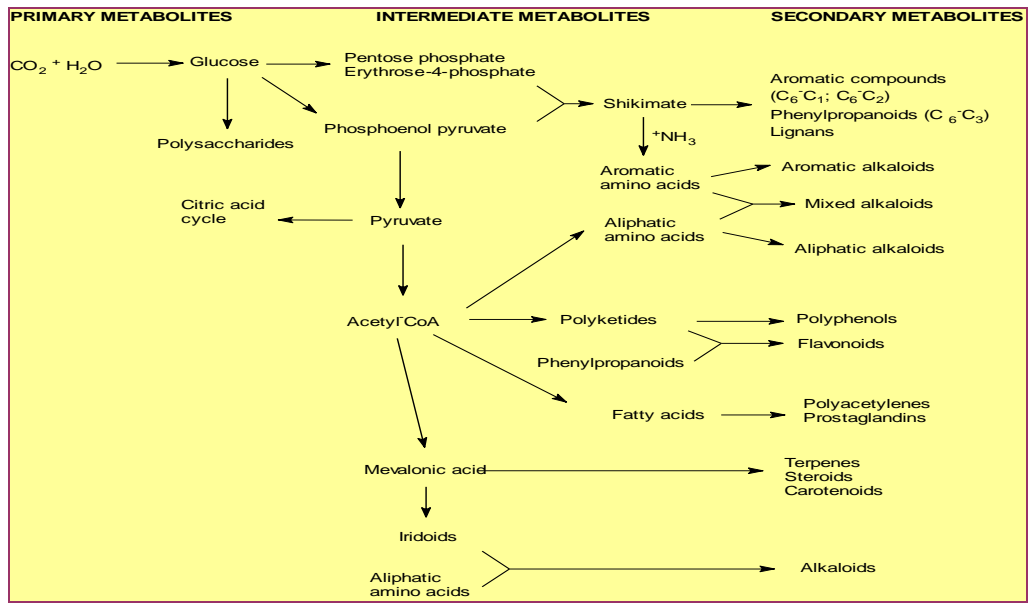 PRIMARY METABOLITES
INTERMEDIATE METABOLITES
SECONDARY METABOLITES
CO2 + H2O
Glucose
Pentose phosphate
Erythrose-4-phosphate
Aromatic compounds
(C6-C1; C6-C2)
Phenylpropanoids (C 6-C3)
Lignans
Shikimate
Phosphoenol pyruvate
Polysaccharides
+NH3
Aromatic
amino acids
Aromatic alkaloids
Mixed alkaloids
Citric acid
cycle
Pyruvate
Aliphatic
amino acids
Aliphatic alkaloids
Acetyl-CoA
Polyketides
Polyphenols
Phenylpropanoids
Flavonoids
Fatty acids
Polyacetylenes
Prostaglandins
Mevalonic acid
Terpenes
Steroids
Carotenoids
Iridoids
Aliphatic
amino acids
Alkaloids